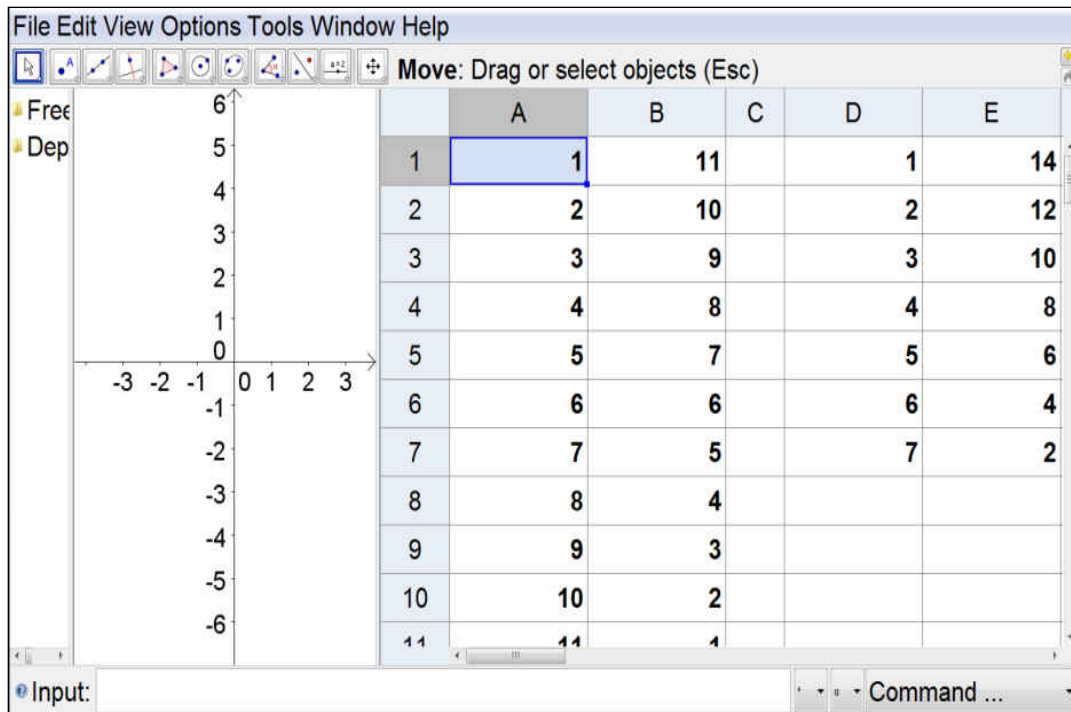 File Edit View Options Tools Window Help
A a=2 Move: Drag or select objects (Esc)
Free
Dep
6
5
4
3
2
1
0
-3 -2 -1 0 1 2 3
-1
-2
-3
-4
-5
-6
A B C D E
1 1 11 1 14
2 2 10 2 12
3 3 9 3 10
4 4 8 4 8
5 5 7 5 6
6 6 6 6 4
7 7 5 7 2
8 8 4
9 9 3
10 10 2
11 11 1
Input: Command ...